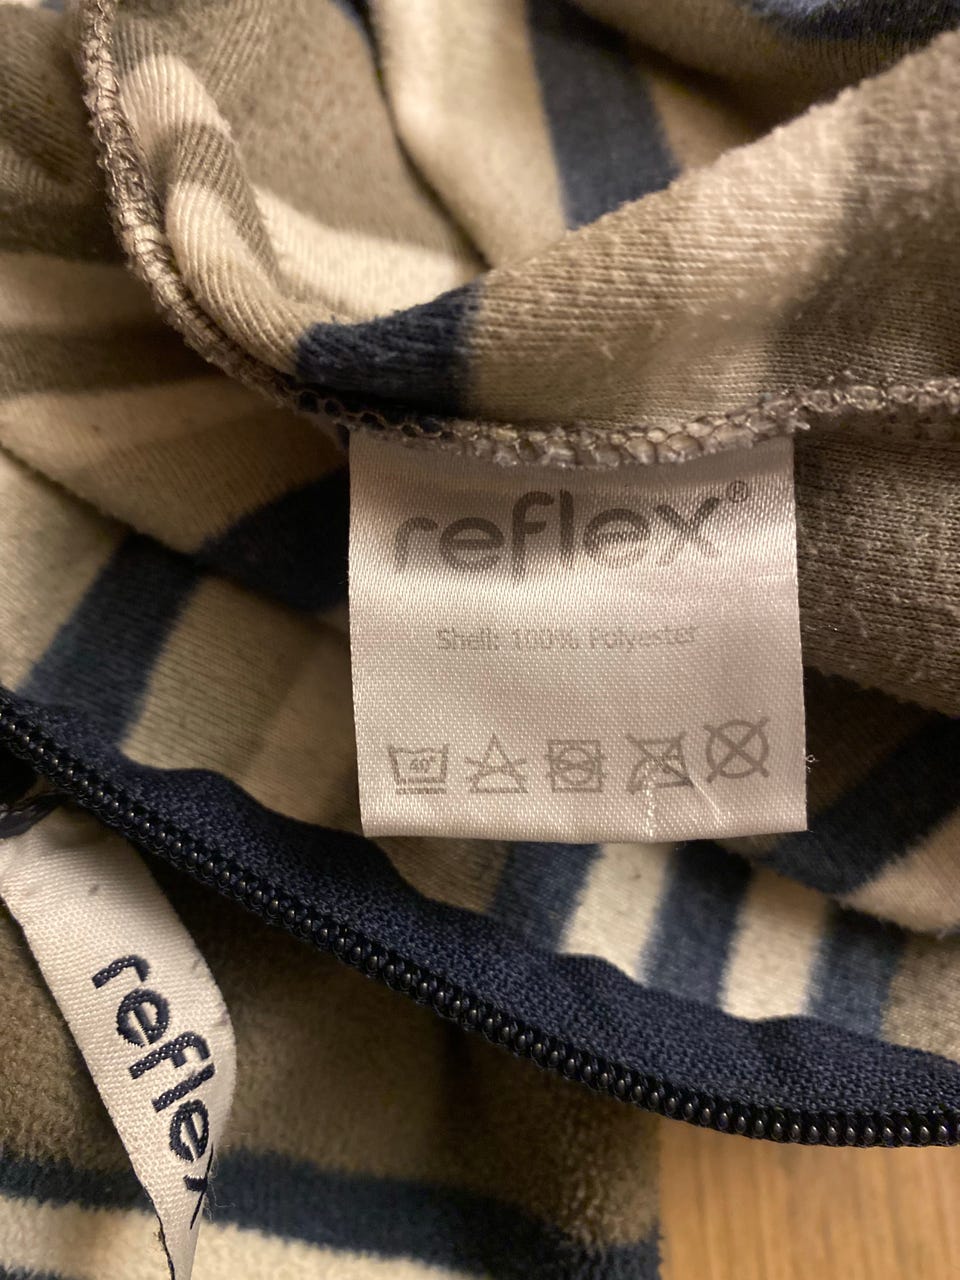 reflex®
Shell: 100% Polyester
40°
reflex